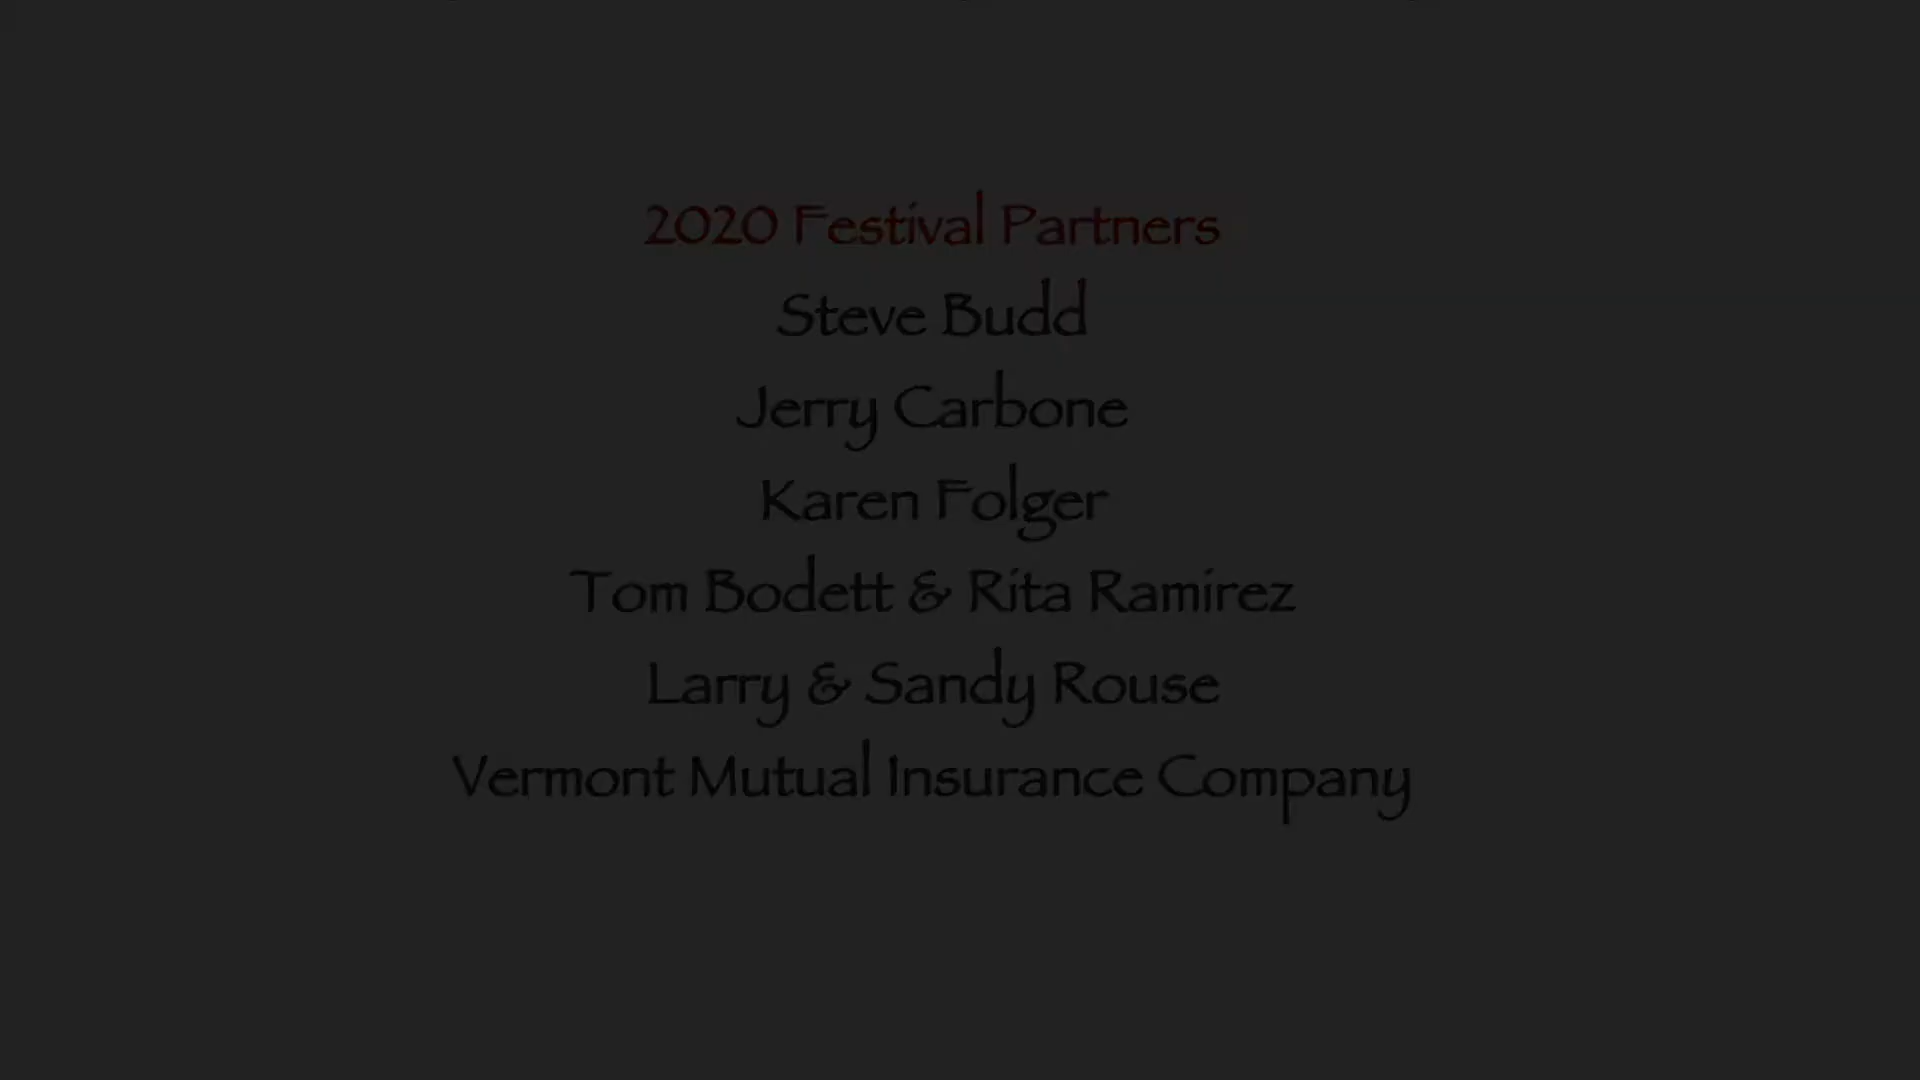 2020 Festival Partners
Steve Budd
Jerry Carbone
Karen Folger
Tom Bodett & Rita Ramirez
Larry & Sandy Rouse
Vermont Mutual Insurance Company